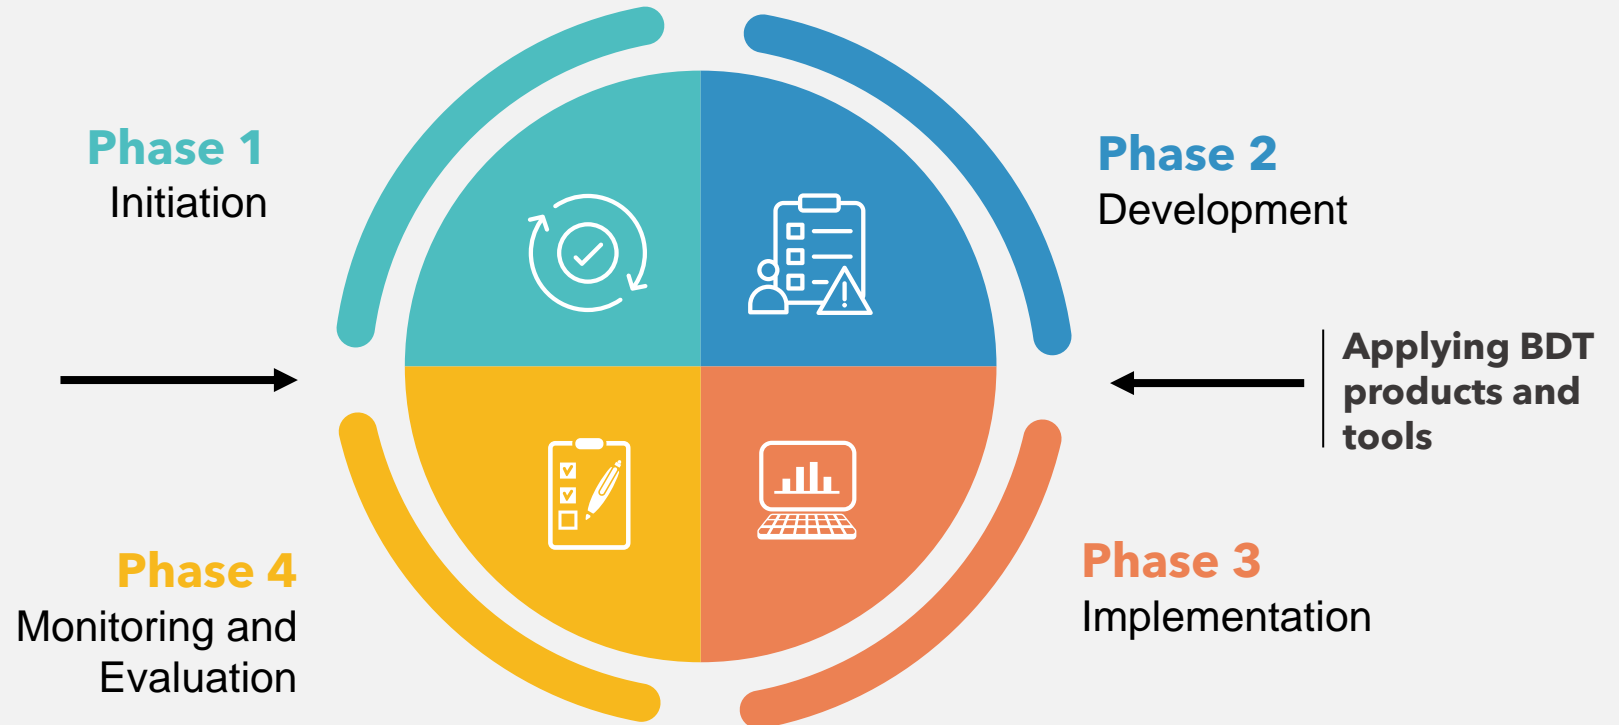 Phase 1
Initiation
Phase 2
Development
Applying BDT
products and
tools
Phase 4
Monitoring and
Evaluation
Phase 3
Implementation